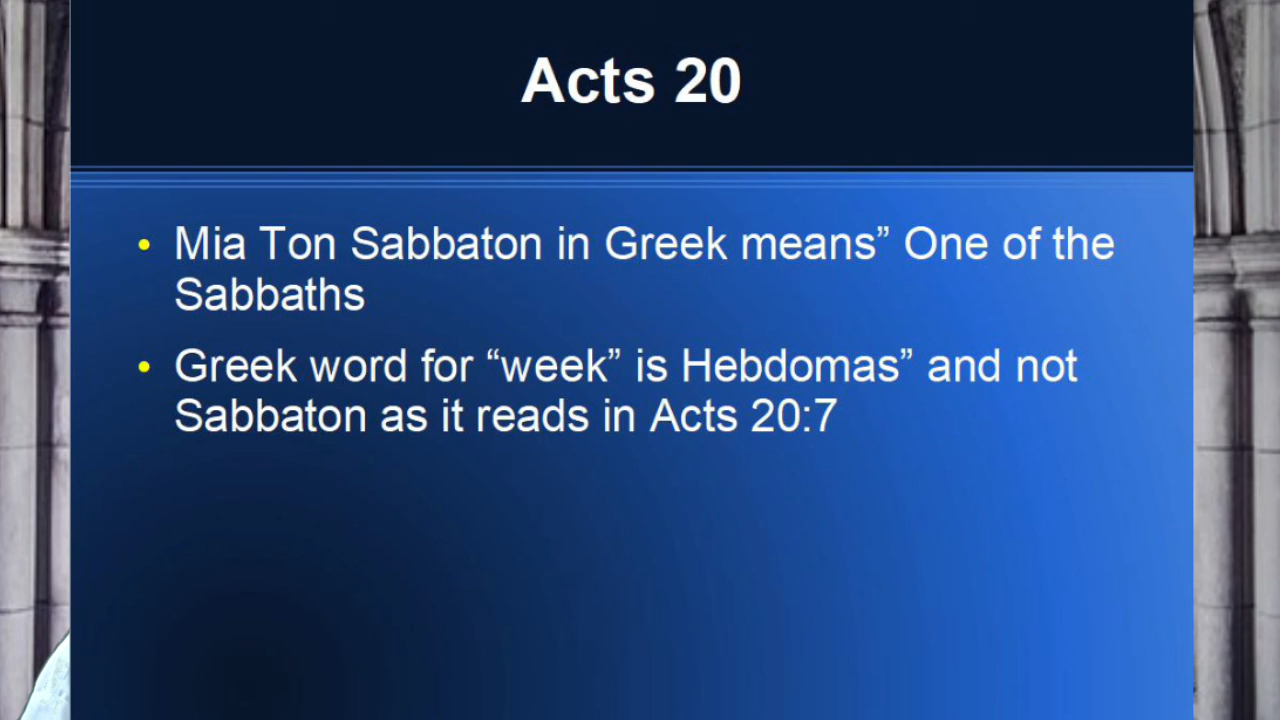 Acts 20
• Mia Ton Sabbaton in Greek means” One of the
Sabbaths
• Greek word for “week” is Hebdomas” and not
Sabbaton as it reads in Acts 20:7